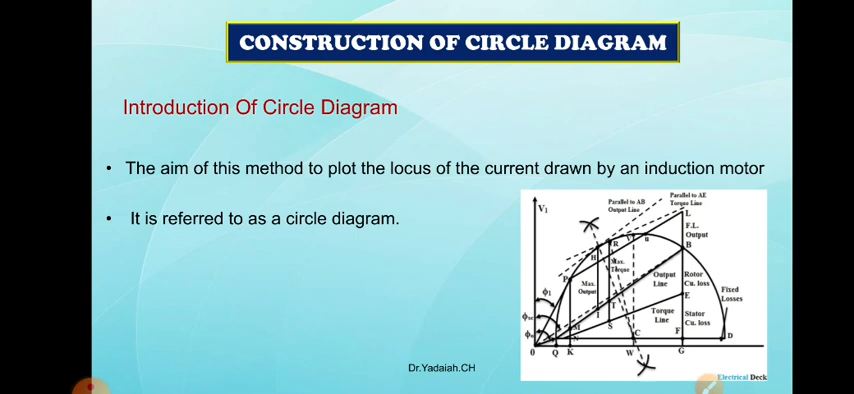 CONSTRUCTION OF CIRCLE DIAGRAM
Introduction Of Circle Diagram
• The aim of this method to plot the locus of the current drawn by an induction motor
• It is referred to as a circle diagram.
V1
Parallel to AB
Output Line
Parallel to AE
Torque Line
L
F.L.
Output
R
u
B
H
Max.
Torque
P
Max.
Output
Output
Line
Rotor
Cu. loss
E
Fixed
Losses
ϕ1
T
I
Torque
Line
Stator
Cu. loss
M
S
C
F
D
N
0
Q
K
W
G
Dr.Yadaiah.CH
Electrical Deck